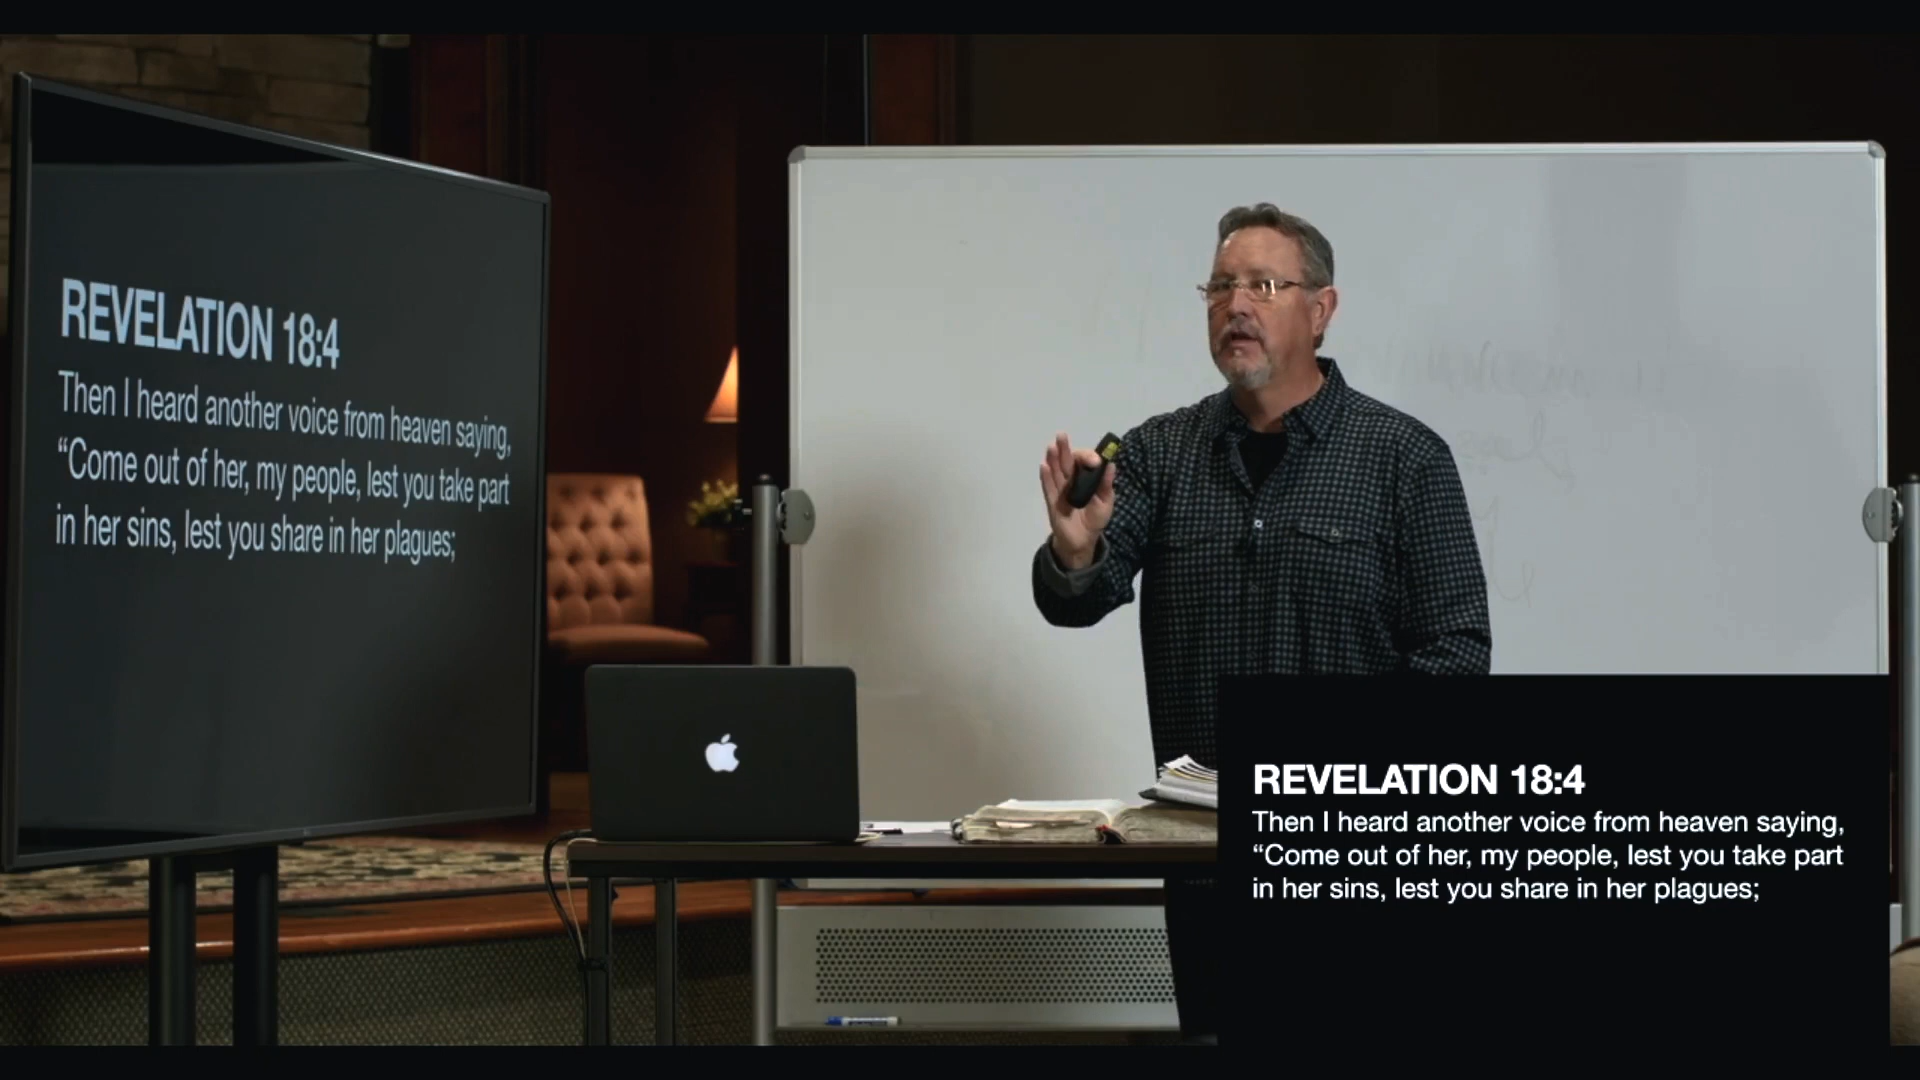 REVELATION 18:4
Then I heard another voice from heaven saying,
“Come out of her, my people, lest you take part
in her sins, lest you share in her plagues;
REVELATION 18:4
Then I heard another voice from heaven saying,
“Come out of her, my people, lest you take part
in her sins, lest you share in her plagues;